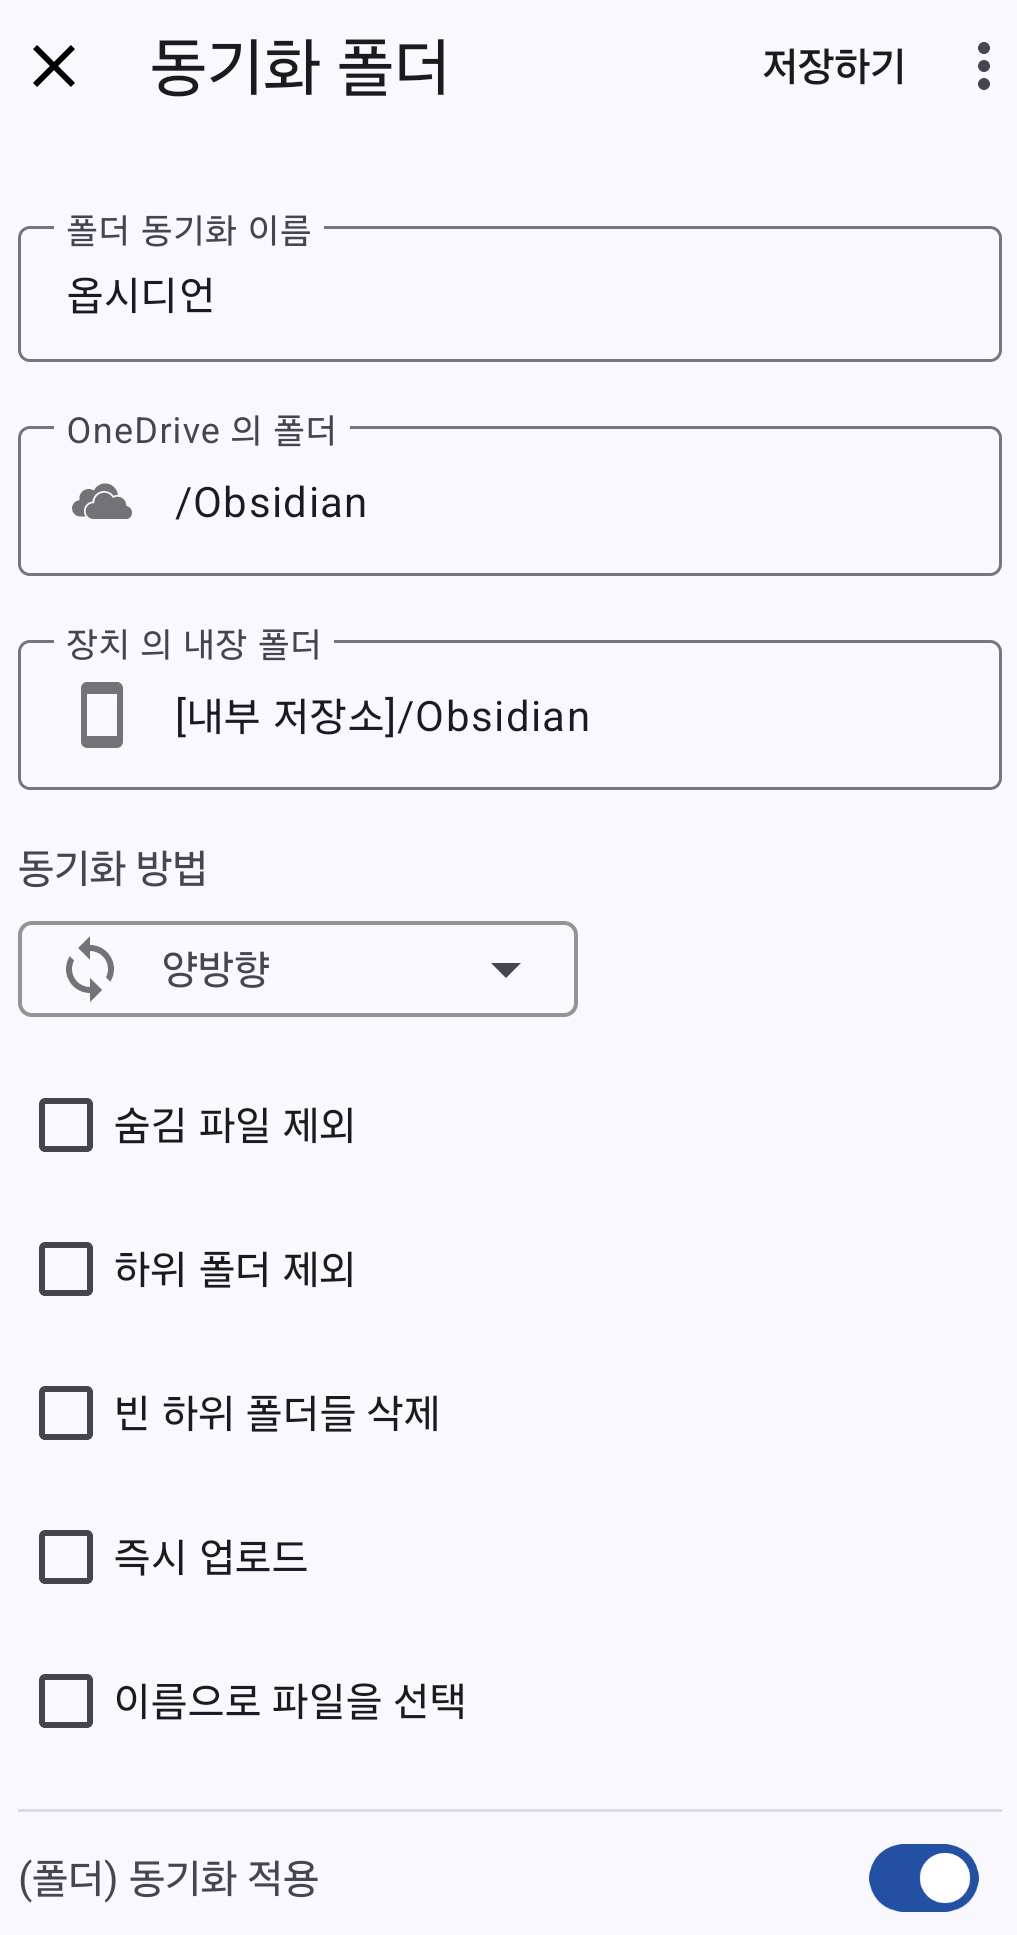 동기화 폴더
저장하기
폴더 동기화 이름
옵시디언
OneDrive 의 폴더
/Obsidian
장치 의 내장 폴더
[내부 저장소]/Obsidian
동기화 방법
양방향
숨김 파일 제외
하위 폴더 제외
빈 하위 폴더들 삭제
즉시 업로드
이름으로 파일을 선택
(폴더) 동기화 적용